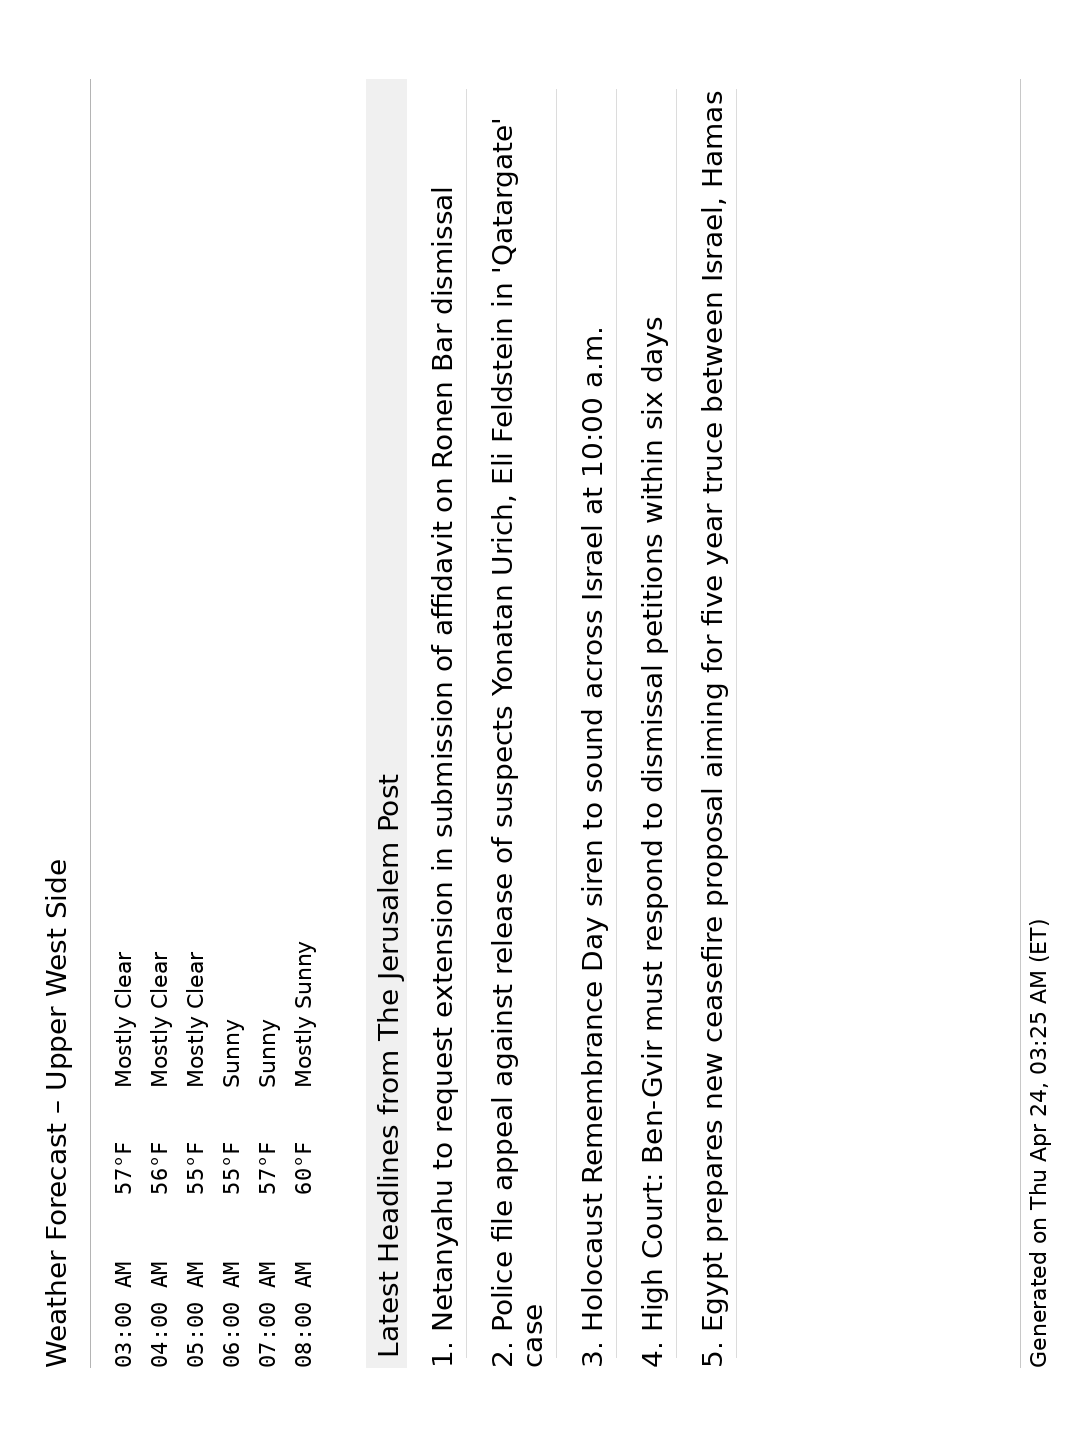 Weather Forecast – Upper West Side
03:00 AM 57°F Mostly Clear
04:00 AM 56°F Mostly Clear
05:00 AM 55°F Mostly Clear
06:00 AM 55°F Sunny
07:00 AM 57°F Sunny
08:00 AM 60°F Mostly Sunny
Latest Headlines from The Jerusalem Post
1. Netanyahu to request extension in submission of affidavit on Ronen Bar dismissal
2. Police file appeal against release of suspects Yonatan Urich, Eli Feldstein in 'Qatargate'
case
3. Holocaust Remembrance Day siren to sound across Israel at 10:00 a.m.
4. High Court: Ben-Gvir must respond to dismissal petitions within six days
5. Egypt prepares new ceasefire proposal aiming for five year truce between Israel, Hamas
Generated on Thu Apr 24, 03:25 AM (ET)